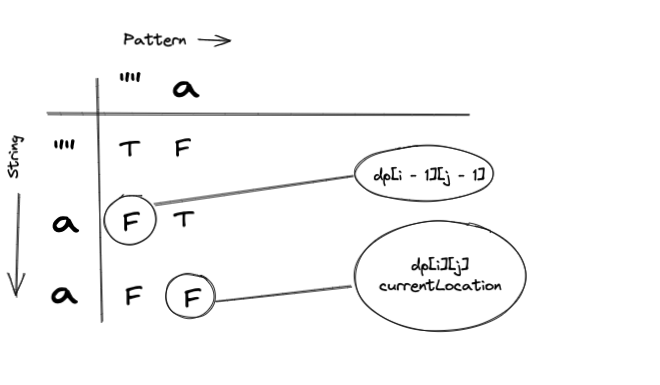 Pattern →
"" a
String
"" T F
dp[i - 1][j - 1]
a F T
dp[i][j]
currentLocation
a F F